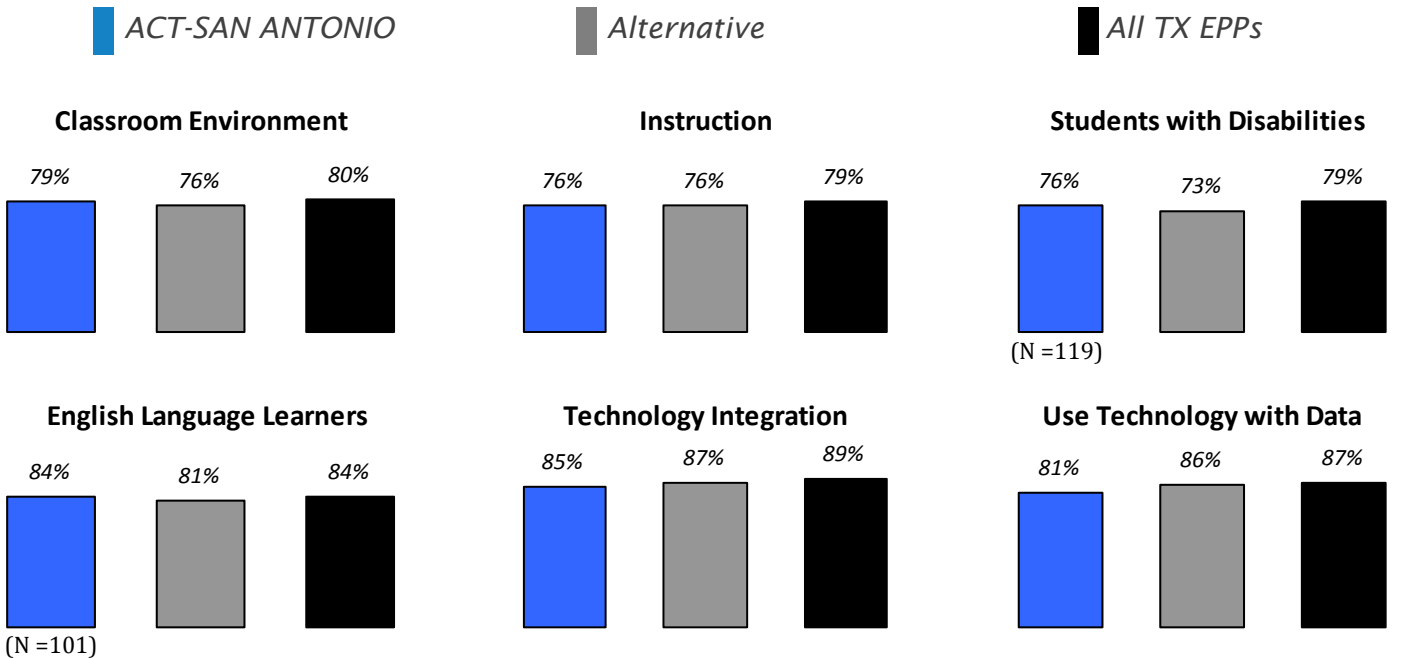 ACT-SAN ANTONIO Alternative All TX EPPs
Classroom Environment Instruction Students with Disabilities
79% 76% 80% 76% 76% 79% 76% 73% 79%
(N =119)
English Language Learners Technology Integration Use Technology with Data
84% 81% 84% 85% 87% 89% 81% 86% 87%
(N =101)